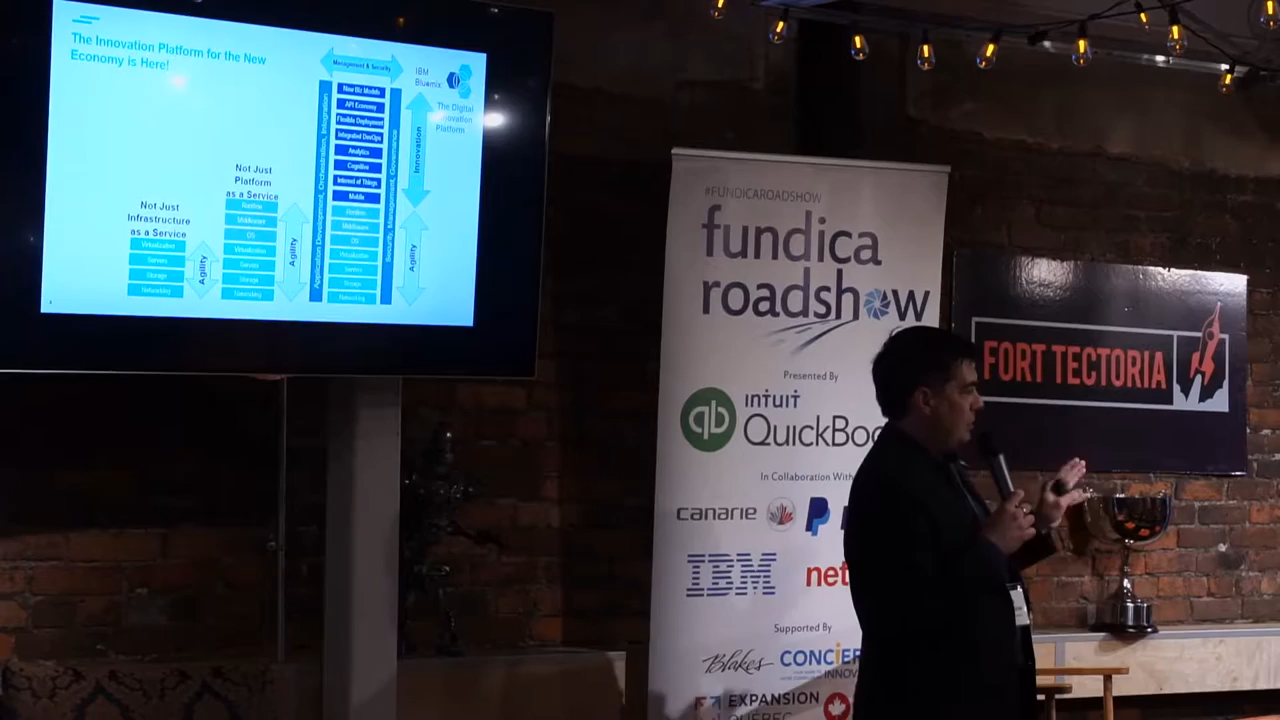 The Innovation Platform for the New
Economy is Here!
Management & Security
IBM
Bluemix:
The Digital
Innovation
Platform
New Biz Models
API Economy
Flexible Deployment
Integrated DevOps
Analytics
Cognitive
Internet of Things
Mobile
Runtime
Middleware
OS
Virtualization
Servers
Storage
Networking
Application Development, Orchestration, Integration
Security, Management, Governance
Innovation
Agility
Not Just
Platform
as a Service
Runtime
Middleware
OS
Virtualization
Servers
Storage
Networking
Agility
Not Just
Infrastructure
as a Service
Virtualization
Servers
Storage
Networking
Agility
#FUNDICAROADSHOW
fundica
roadshow
Presented By
intuit
qb QuickBoo
In Collaboration With
canarie
IBM
net
Supported By
Blakes
CONCIER
INNOV
EXPANSION
QUÉBEC
FORT TECTORIA